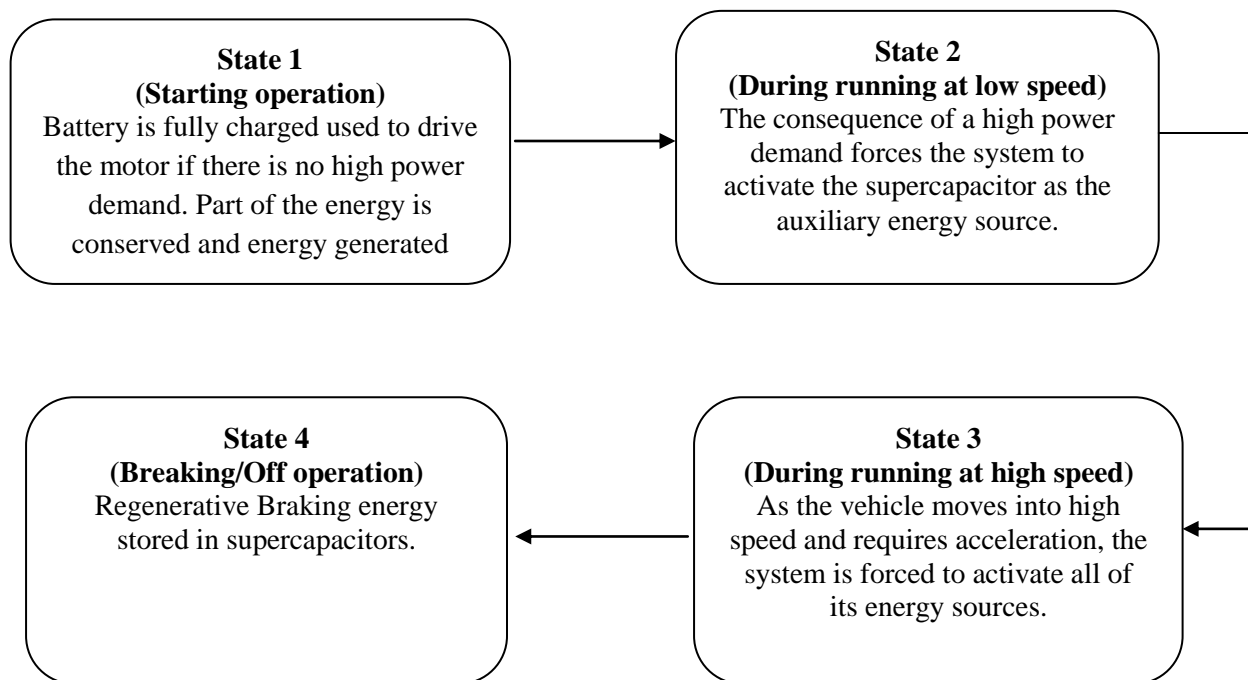 State 1
(Starting operation)
Battery is fully charged used to drive
the motor if there is no high power
demand. Part of the energy is
conserved and energy generated
State 2
(During running at low speed)
The consequence of a high power
demand forces the system to
activate the supercapacitor as the
auxiliary energy source.
State 3
(During running at high speed)
As the vehicle moves into high
speed and requires acceleration, the
system is forced to activate all of
its energy sources.
State 4
(Breaking/Off operation)
Regenerative Braking energy
stored in supercapacitors.